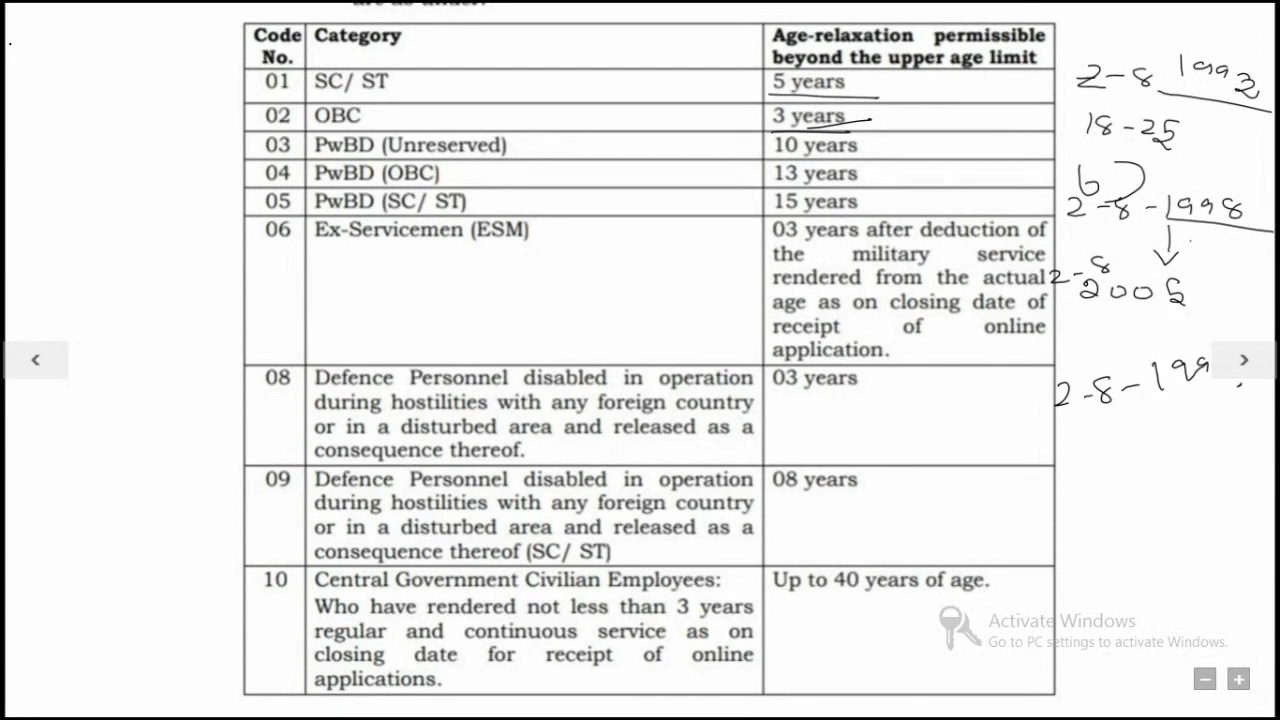 are as under:
Code No. Category Age-relaxation permissible beyond the upper age limit
01 SC/ ST 5 years
02 OBC 3 years
03 PwBD (Unreserved) 10 years
04 PwBD (OBC) 13 years
05 PwBD (SC/ ST) 15 years
06 Ex-Servicemen (ESM) 03 years after deduction of
the military service
rendered from the actual
age as on closing date of
receipt of online
application.
08 Defence Personnel disabled in operation 03 years
during hostilities with any foreign country
or in a disturbed area and released as a
consequence thereof.
09 Defence Personnel disabled in operation 08 years
during hostilities with any foreign country
or in a disturbed area and released as a
consequence thereof (SC/ ST)
10 Central Government Civilian Employees: Up to 40 years of age.
Who have rendered not less than 3 years
regular and continuous service as on
closing date for receipt of online
applications.
2-8 1993
18-25
2-8-1998
2-8
2005
2-8-199
Activate Windows
Go to PC settings to activate Windows.